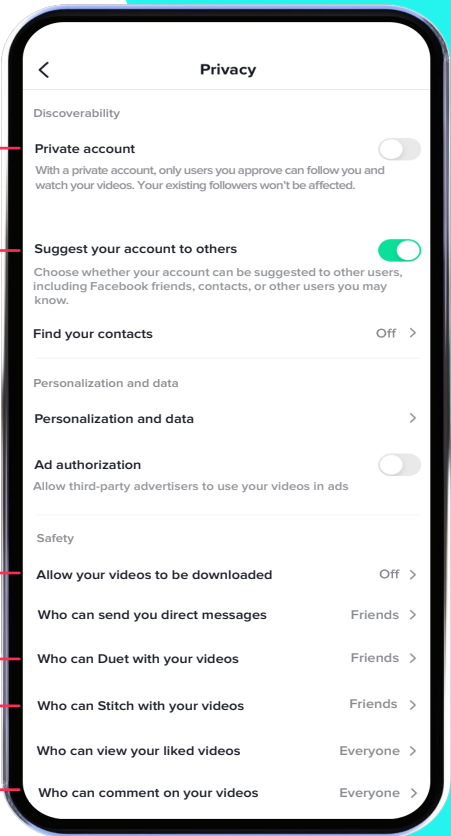 Privacy
Discoverability
Private account
With a private account, only users you approve can follow you and
watch your videos. Your existing followers won't be affected.
Suggest your account to others
Choose whether your account can be suggested to other users,
including Facebook friends, contacts, or other users you may
know.
Find your contacts Off
Personalization and data
Personalization and data
Ad authorization
Allow third-party advertisers to use your videos in ads
Safety
Allow your videos to be downloaded Off
Who can send you direct messages Friends
Who can Duet with your videos Friends
Who can Stitch with your videos Friends
Who can view your liked videos Everyone
Who can comment on your videos Everyone